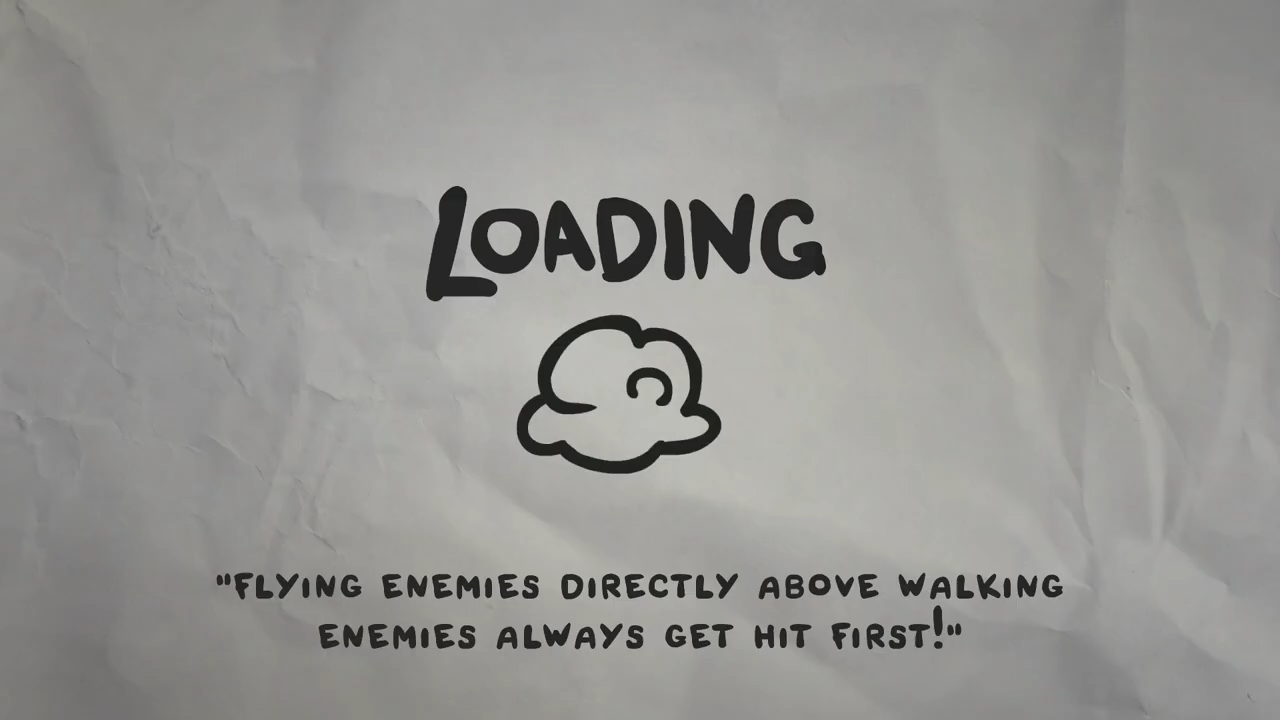 LOADING
"FLYING ENEMIES DIRECTLY ABOVE WALKING
ENEMIES ALWAYS GET HIT FIRST!"